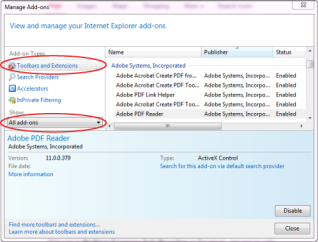 Manage Add-ons
View and manage your Internet Explorer add-ons
Add-on Types
Toolbars and Extensions
Search Providers
Accelerators
InPrivate Filtering
Show:
All add-ons
Name Publisher Status
Adobe Systems, Incorporated
Adobe Acrobat Create PDF fro... Adobe Systems, Incorpo... Enabled
Adobe Acrobat Create PDF Hel... Adobe Systems, Incorpo... Enabled
Adobe PDF Link Helper Adobe Systems, Incorpo... Enabled
Adobe Acrobat Create PDF Too... Adobe Systems, Incorpo... Enabled
Adobe PDF Reader Adobe Systems, Incorpo... Enabled
Adobe PDF Reader
Adobe Systems, Incorporated
Version: 11.0.0.379 Type: ActiveX Control
File date: Search for this add-on via default search provider
More information
Disable
Find more toolbars and extensions...
Learn more about toolbars and extensions
Close